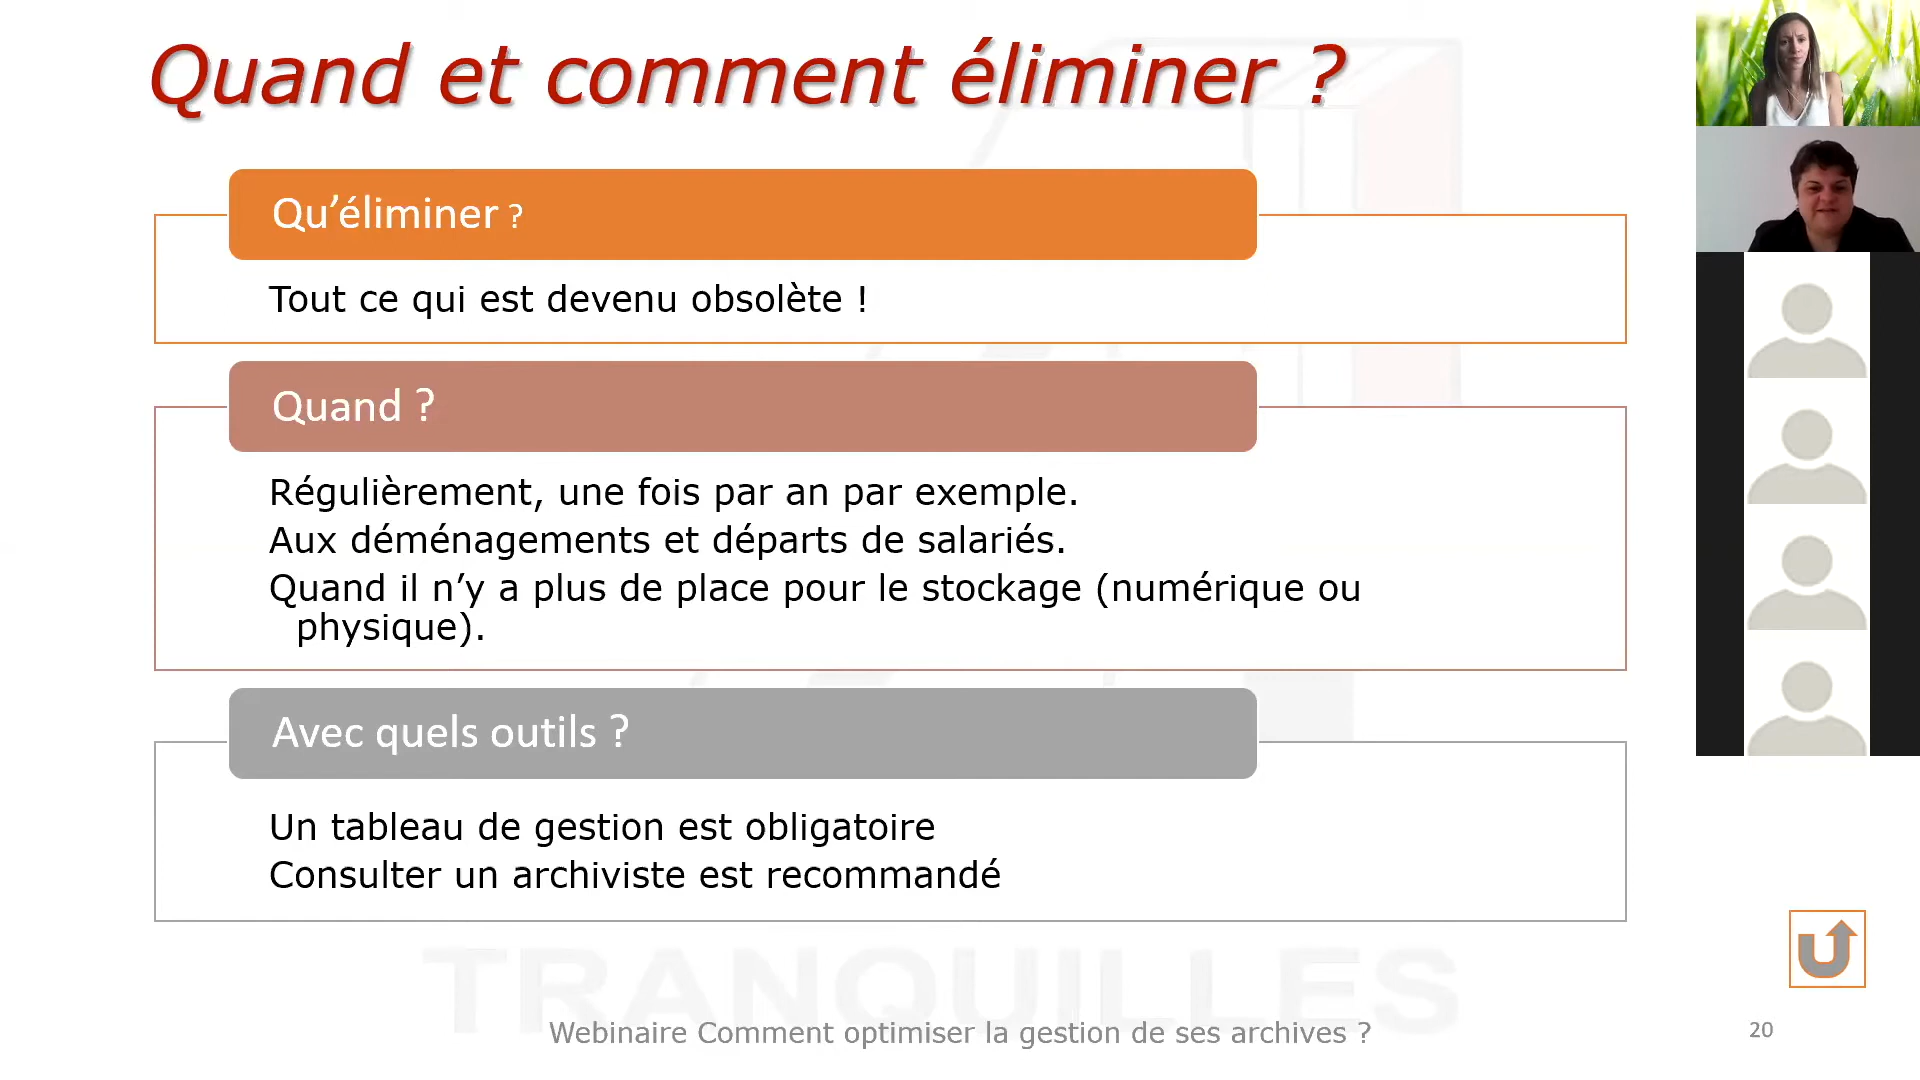 Quand et comment éliminer ?
Qu’éliminer ?
Tout ce qui est devenu obsolète !
Quand ?
Régulièrement, une fois par an par exemple.
Aux déménagements et départs de salariés.
Quand il n’y a plus de place pour le stockage (numérique ou
physique).
Avec quels outils ?
Un tableau de gestion est obligatoire
Consulter un archiviste est recommandé
TRANQUILLES
Webinaire Comment optimiser la gestion de ses archives ?
20